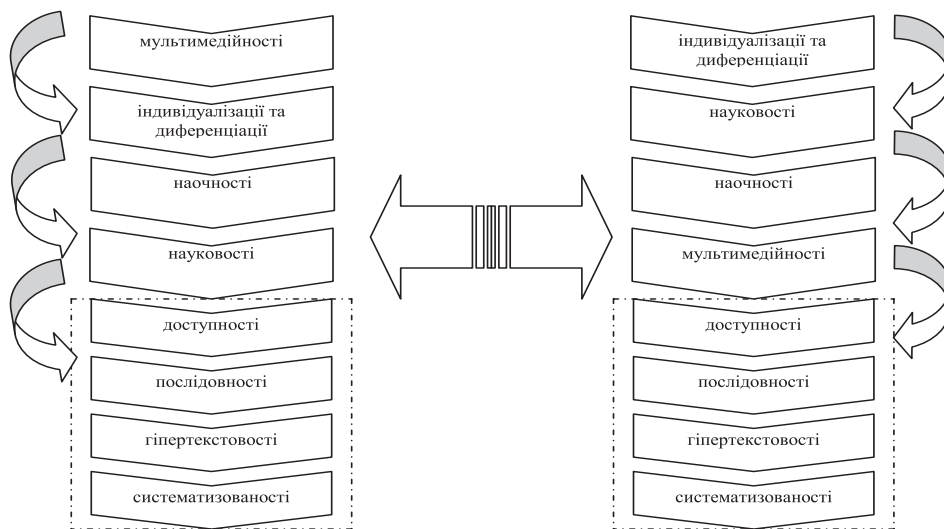 мультимедійності
індивідуалізації та
диференціації
наочності
науковості
доступності
послідовності
гіпертекстовості
систематизованості
індивідуалізації та
диференціації
науковості
наочності
мультимедійності
доступності
послідовності
гіпертекстовості
систематизованості